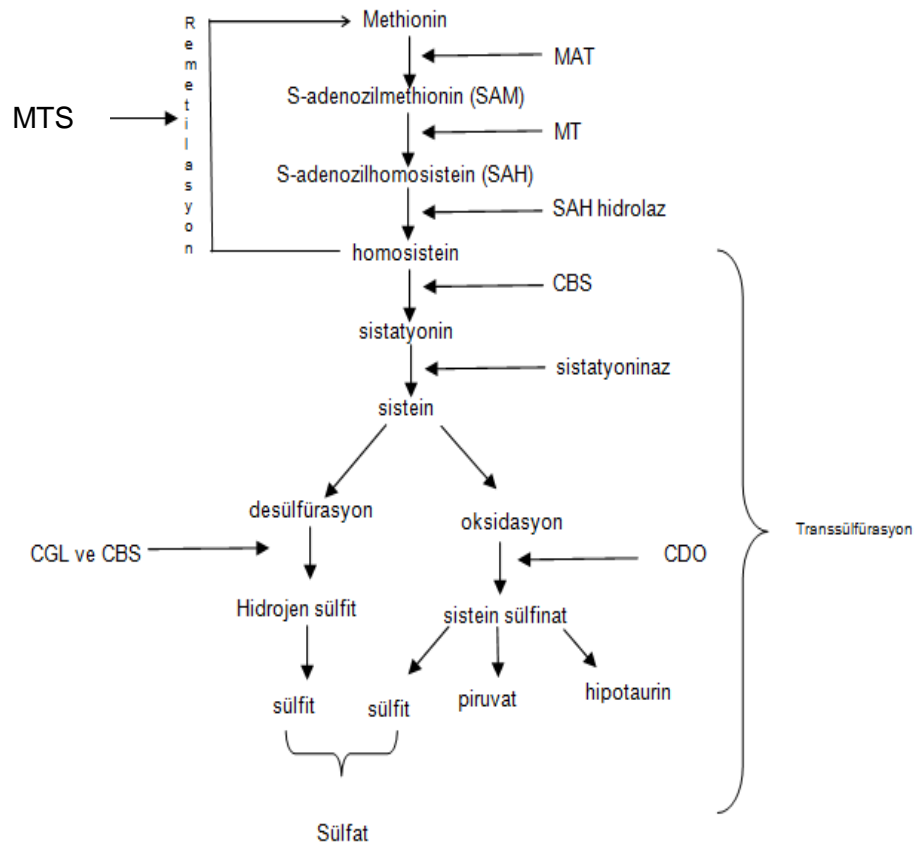 Methionin
MAT
S-adenozilmethionin (SAM)
MTS
Remetilasyon
MT
S-adenozilhomosistein (SAH)
SAH hidrolaz
homosistein
CBS
sistatyonin
sistatyoninaz
sistein
desülfürasyon
oksidasyon
Transsülfürasyon
CGL ve CBS
CDO
Hidrojen sülfit
sistein sülfinat
sülfit
sülfit
piruvat
hipotaurin
Sülfat